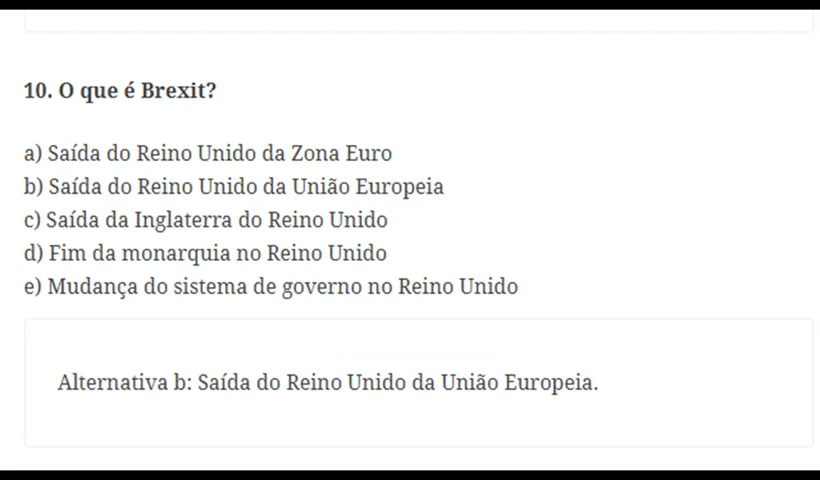 10. O que é Brexit?
a) Saída do Reino Unido da Zona Euro
b) Saída do Reino Unido da União Europeia
c) Saída da Inglaterra do Reino Unido
d) Fim da monarquia no Reino Unido
e) Mudança do sistema de governo no Reino Unido
Alternativa b: Saída do Reino Unido da União Europeia.